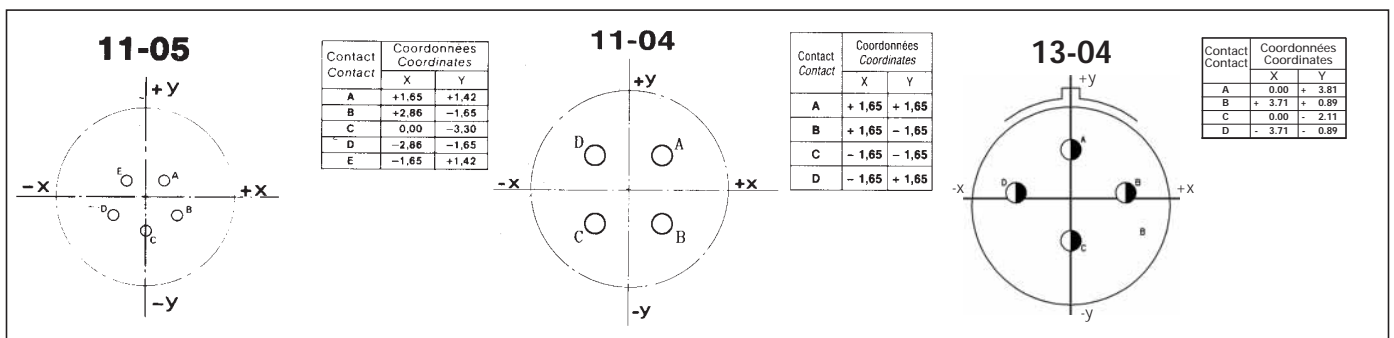 11-05
Contact Contact Coordonnées Coordinates
X Y
A +1,65 +1,42
B +2,86 −1,65
C 0,00 −3,30
D −2,86 −1,65
E −1,65 +1,42
+Y
E A
−X +X
D B
C
−Y
11-04
Contact Contact Coordonnées Coordinates
X Y
A + 1,65 + 1,65
B + 1,65 − 1,65
C − 1,65 − 1,65
D − 1,65 + 1,65
+Y
D A
-X +X
C B
-Y
13-04
Contact Contact Coordonnées Coordinates
X Y
A 0.00 + 3.81
B + 3.71 + 0.89
C 0.00 - 2.11
D - 3.71 - 0.89
+y
A
-x D B +x
B
C
-y